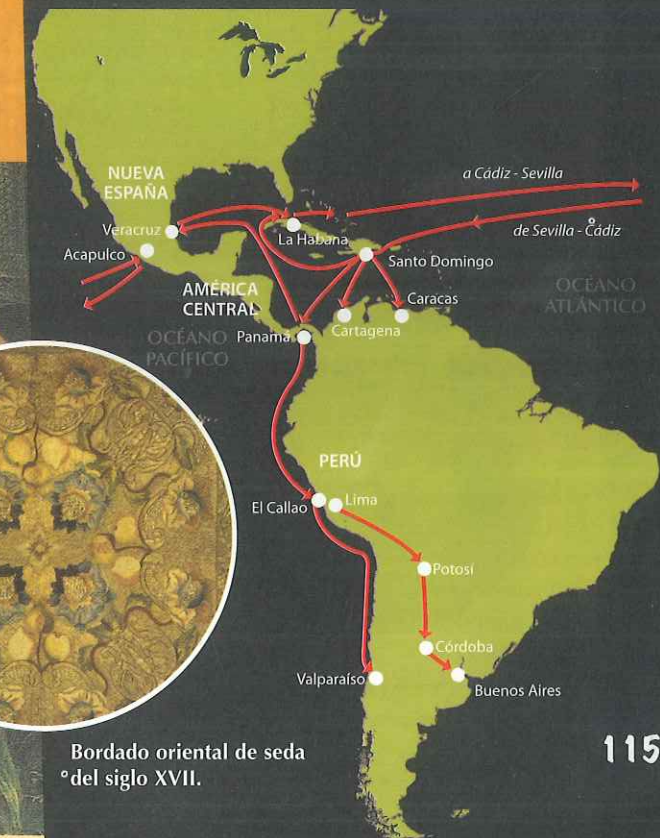 a Cádiz - Sevilla
NUEVA
ESPAÑA
Veracruz
La Habana
de Sevilla - Cádiz
Acapulco
Santo Domingo
AMÉRICA
CENTRAL
OCÉANO
ATLÁNTICO
Caracas
OCÉANO
PACÍFICO
Panamá
Cartagena
PERÚ
El Callao
Lima
Potosí
Córdoba
Valparaíso
Buenos Aires
Bordado oriental de seda
del siglo XVII.
115